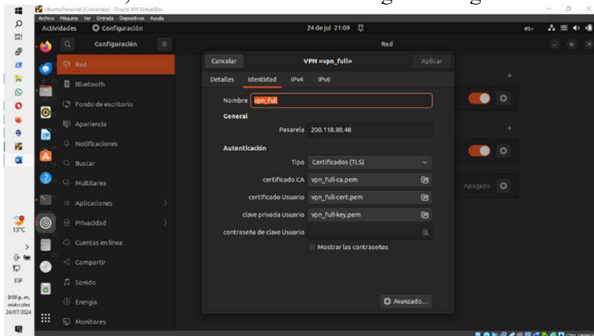 UbuntuPersonal [Corriendo] - Oracle VM VirtualBox
Archivo Máquina Ver Entrada Dispositivos Ayuda
Actividades Configuración 24 de jul 21:09 es₁
Configuración Red
Cancelar VPN «vpn_full» Aplicar
Detalles Identidad IPv4 IPv6
Nombre vpn_full
General
Pasarela 200.118.80.48
Autenticación
Tipo Certificados (TLS)
certificado CA vpn_full-ca.pem
certificado Usuario vpn_full-cert.pem
clave privada Usuario vpn_full-key.pem
contraseña de clave Usuario
Mostrar las contraseñas
Avanzado...
Red
Bluetooth
Fondo de escritorio
Apariencia
Notificaciones
Buscar
Multitarea
Aplicaciones
Privacidad
Cuentas en línea
Compartir
Sonido
Energía
Monitores
Apagado
13°C
ESP
9:09 p. m.
miércoles
24/07/2024